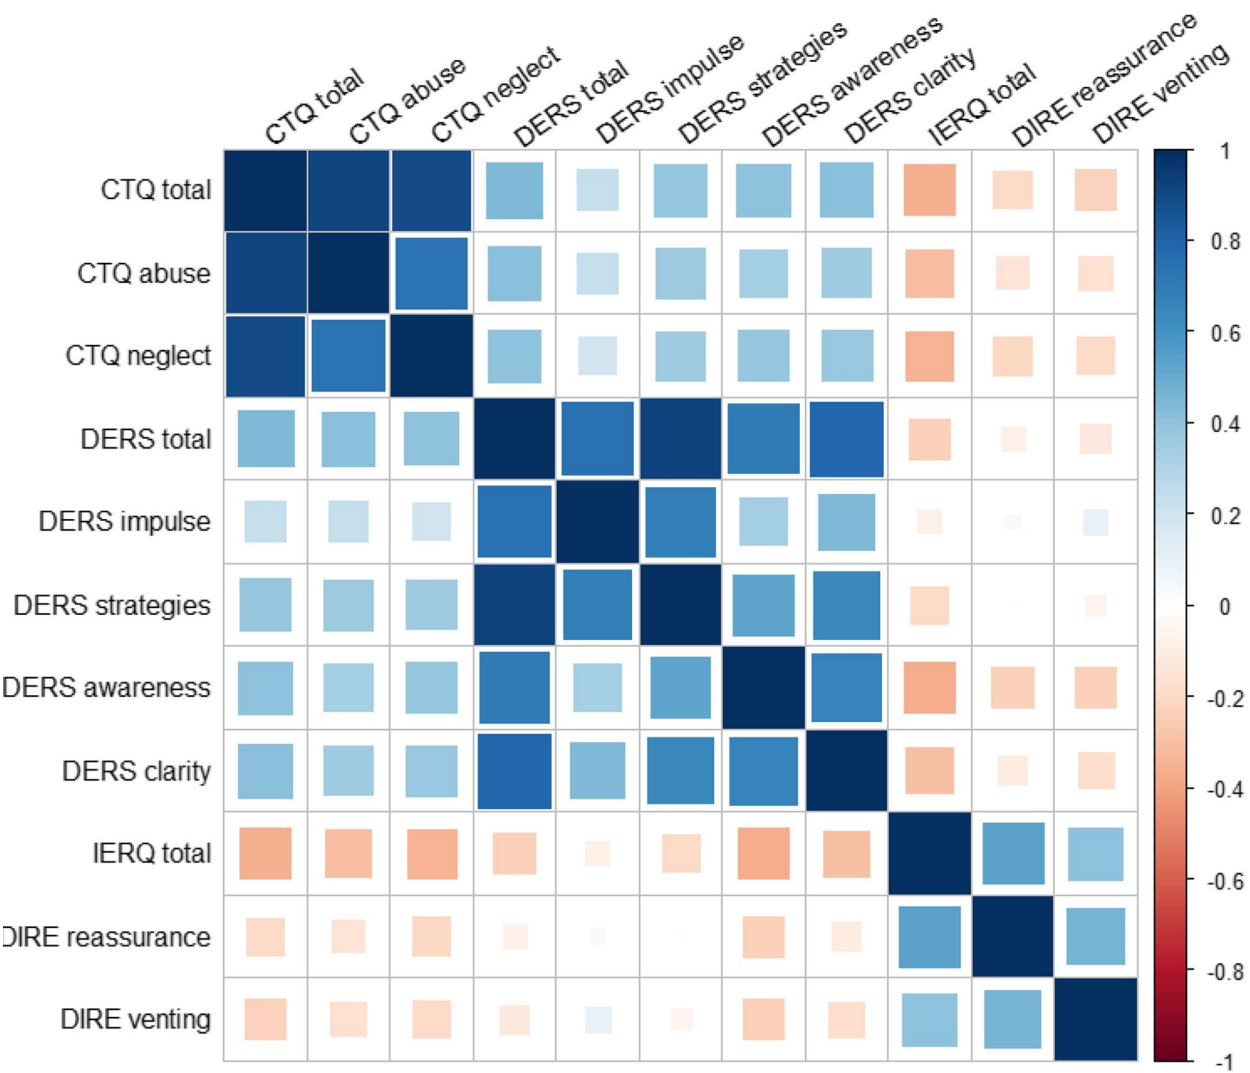 CTQ total
CTQ abuse
CTQ neglect
DERS total
DERS impulse
DERS strategies
DERS awareness
DERS clarity
IERQ total
DIRE reassurance
DIRE venting
CTQ total
CTQ abuse
CTQ neglect
DERS total
DERS impulse
DERS strategies
DERS awareness
DERS clarity
IERQ total
DIRE reassurance
DIRE venting
1
0.8
0.6
0.4
0.2
0
-0.2
-0.4
-0.6
-0.8
-1